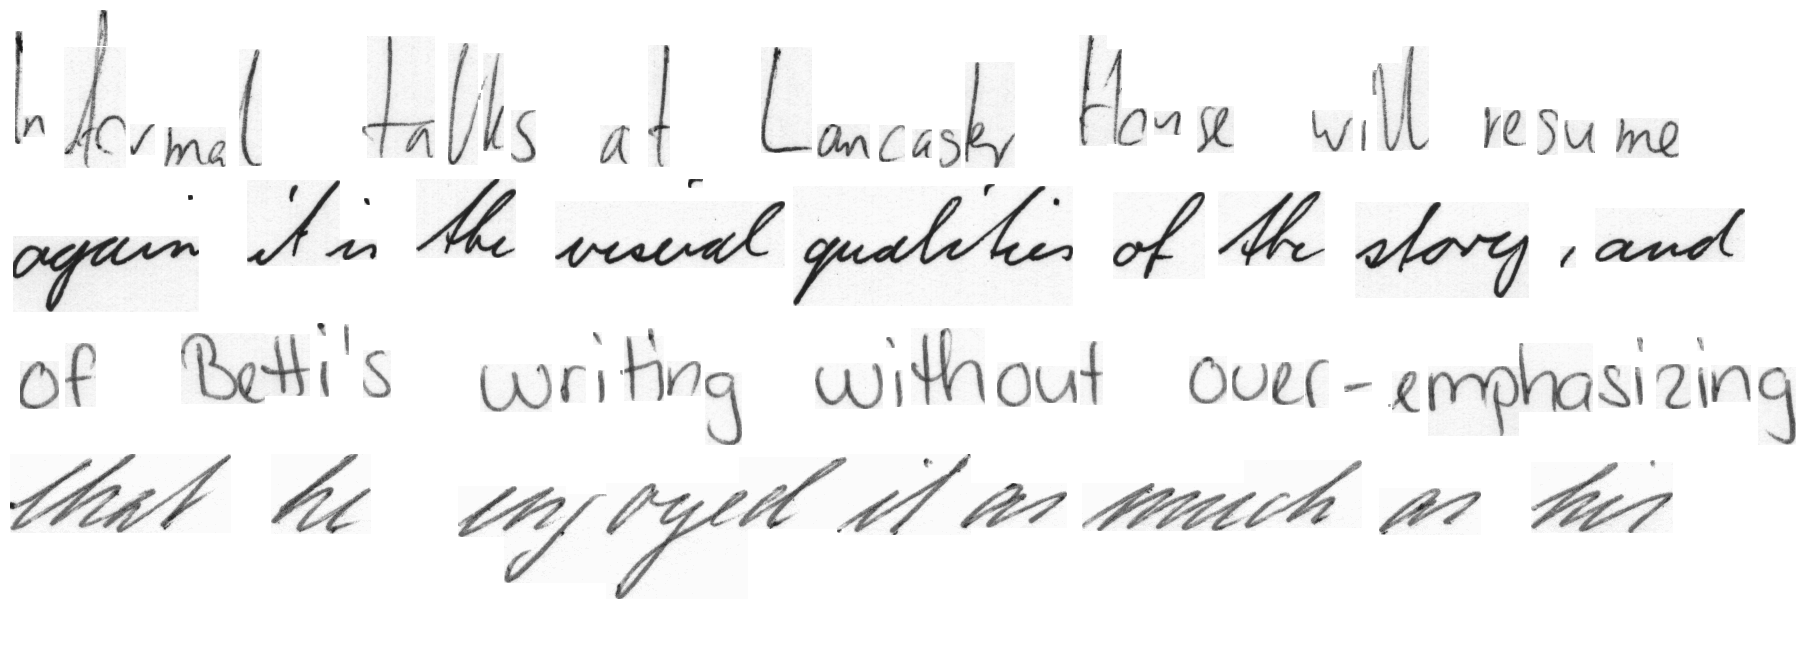 Informal talks at Lancaster House will resume
again it is the visual qualities of the story, and
of Betti's writing without over-emphasizing
that he enjoyed it as much as his